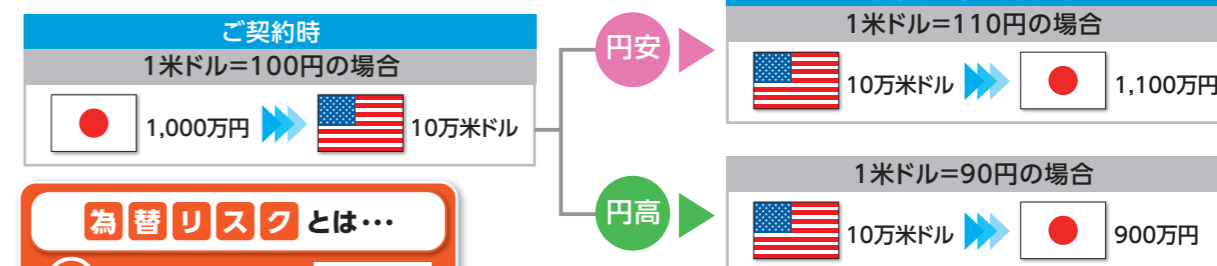 ご契約時
1米ドル=100円の場合
1,000万円
10万米ドル
円安
1米ドル=110円の場合
10万米ドル
1,100万円
円高
1米ドル=90円の場合
10万米ドル
900万円
為替リスクとは…